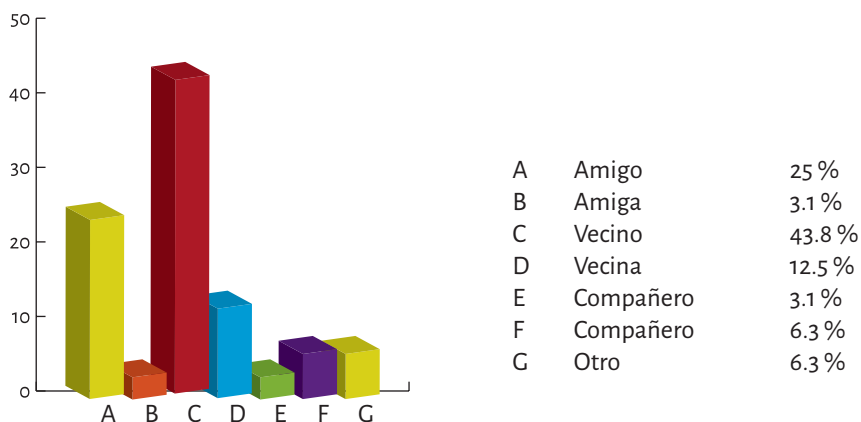 50
40
30
20
10
0
A B C D E F G
A Amigo 25 %
B Amiga 3.1 %
C Vecino 43.8 %
D Vecina 12.5 %
E Compañero 3.1 %
F Compañero 6.3 %
G Otro 6.3 %